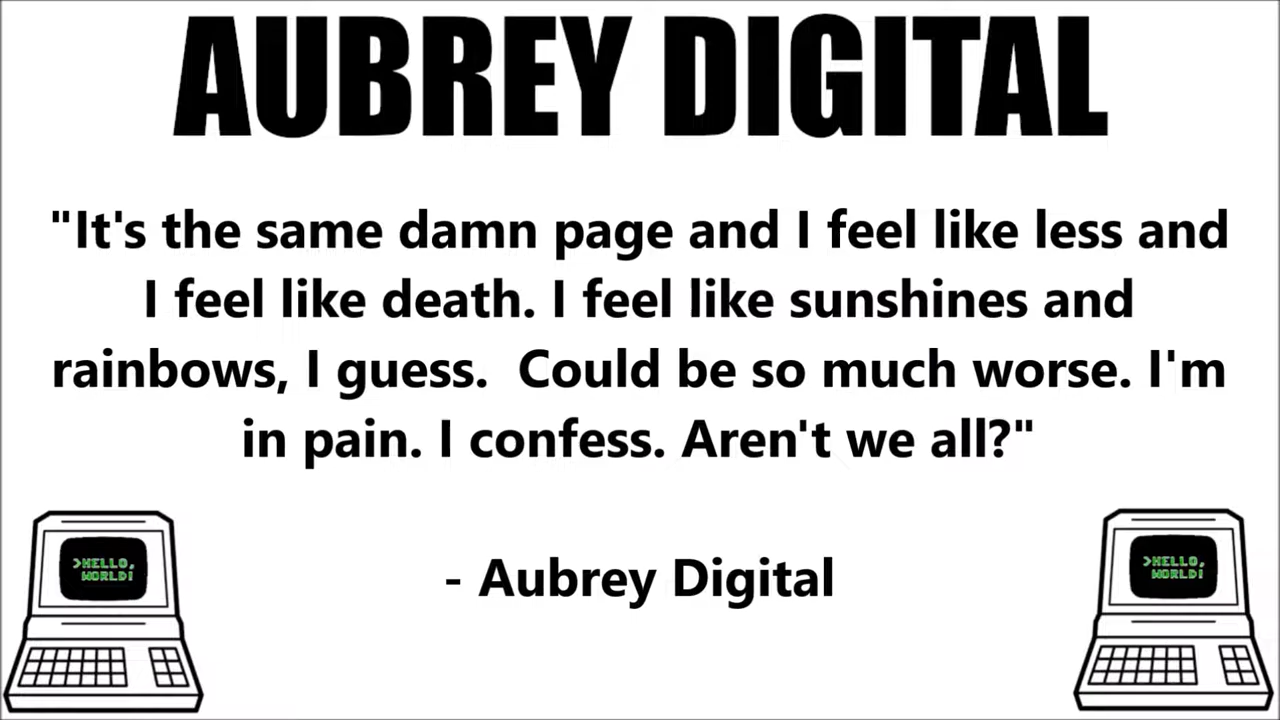 AUBREY DIGITAL
"It's the same damn page and I feel like less and
I feel like death. I feel like sunshines and
rainbows, I guess.  Could be so much worse. I'm
in pain. I confess. Aren't we all?"
- Aubrey Digital
>HELLO,
WORLD!
>HELLO,
WORLD!